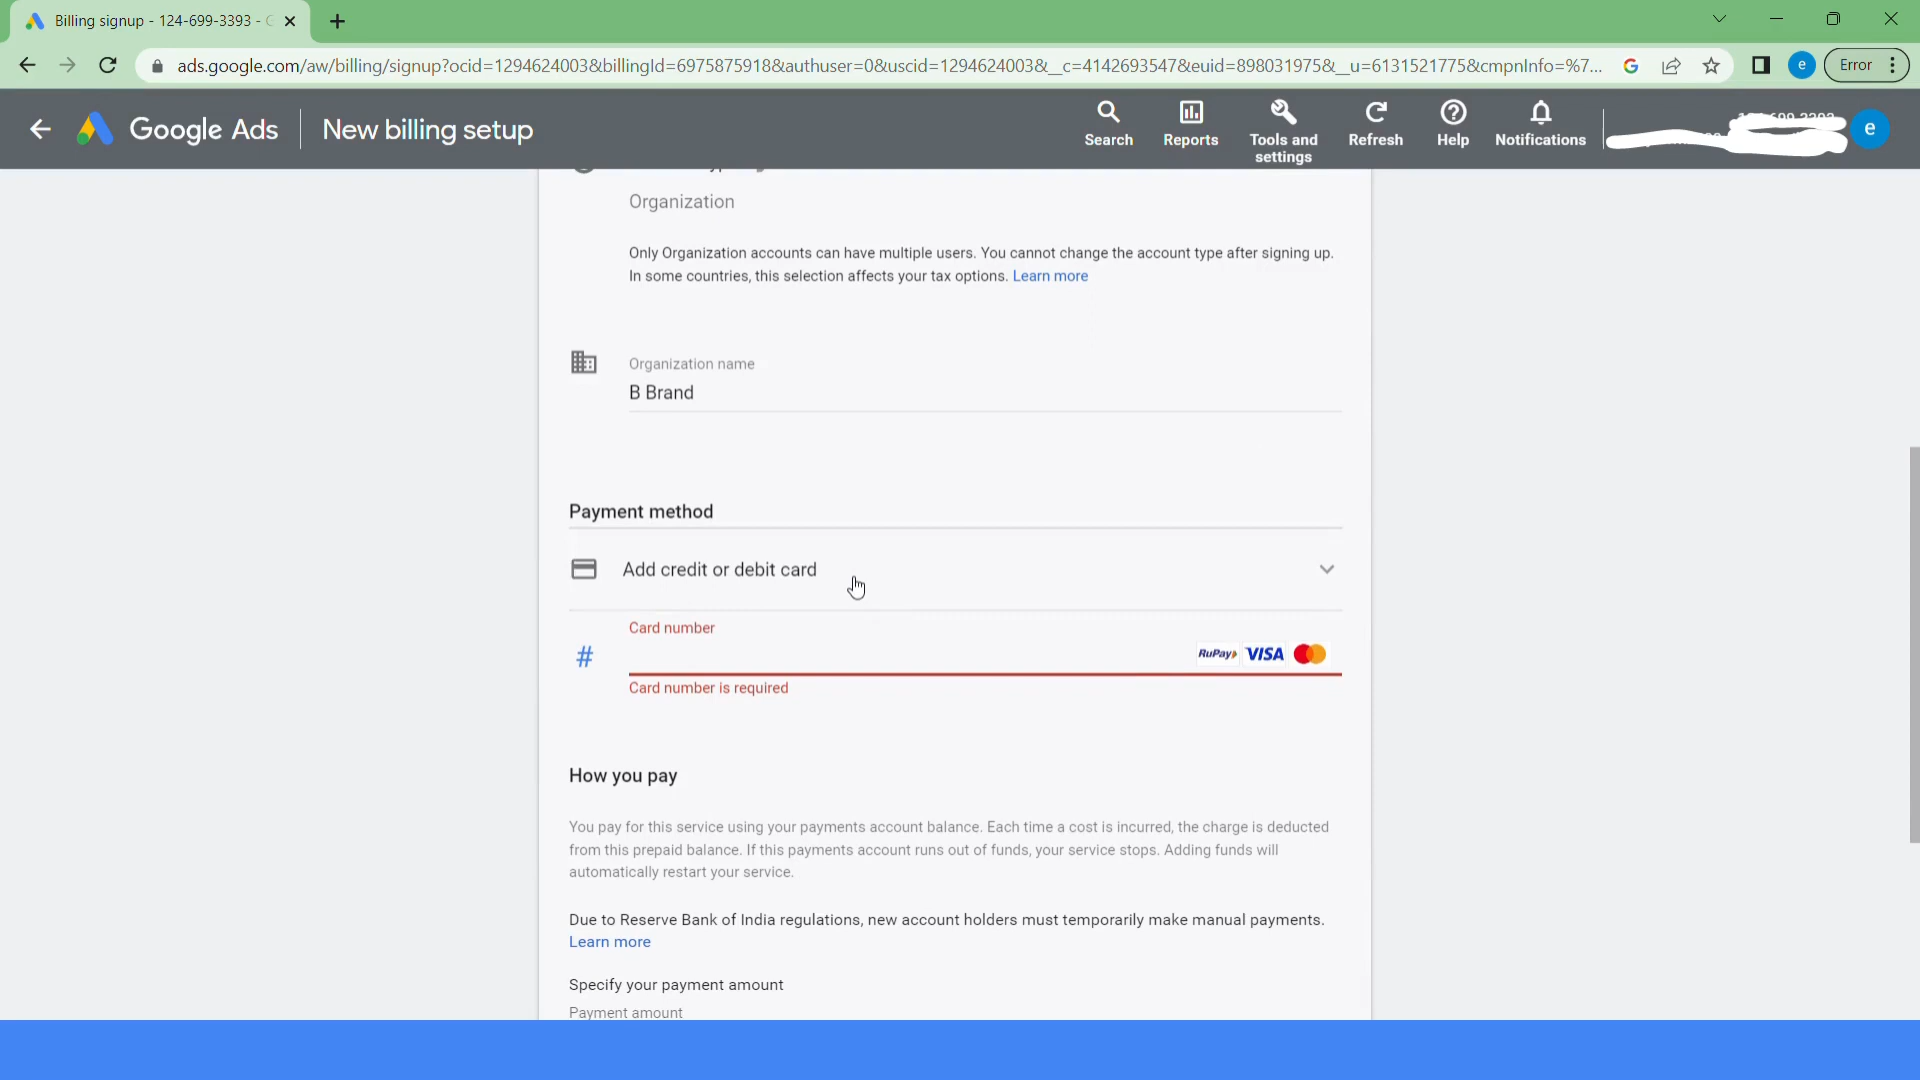 Billing signup - 124-699-3393 -
ads.google.com/aw/billing/signup?ocid=1294624003&billingId=6975875918&authuser=0&uscid=1294624003&__c=4142693547&euid=898031975&__u=6131521775&cmpnInfo=%7...
e
Error
Google Ads
New billing setup
Search
Reports
Tools and settings
Refresh
Help
Notifications
e
Organization
Only Organization accounts can have multiple users. You cannot change the account type after signing up.
In some countries, this selection affects your tax options. Learn more
Organization name
B Brand
Payment method
Add credit or debit card
Card number
#
RuPay VISA
Card number is required
How you pay
You pay for this service using your payments account balance. Each time a cost is incurred, the charge is deducted
from this prepaid balance. If this payments account runs out of funds, your service stops. Adding funds will
automatically restart your service.
Due to Reserve Bank of India regulations, new account holders must temporarily make manual payments.
Learn more
Specify your payment amount
Payment amount